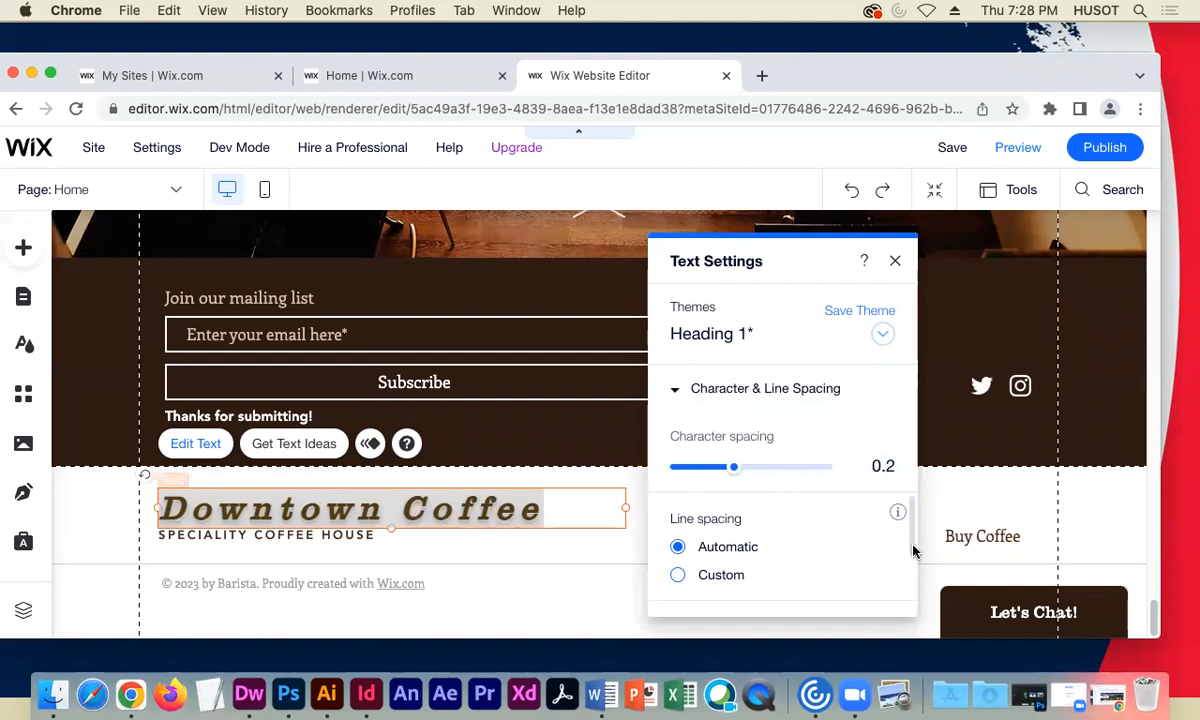 Chrome File Edit View History Bookmarks Profiles Tab Window Help Thu 7:28 PM HUSOT
WiX My Sites | Wix.com × WiX Home | Wix.com × WiX Wix Website Editor × +
editor.wix.com/html/editor/web/renderer/edit/5ac49a3f-19e3-4839-8aea-f13e1e8dad38?metaSiteId=01776486-2242-4696-962b-b...
WiX Site Settings Dev Mode Hire a Professional Help Upgrade Save Preview Publish
Page: Home Tools Search
Join our mailing list
Enter your email here*
Subscribe
Thanks for submitting!
Edit Text Get Text Ideas ?
Text
Downtown Coffee
SPECIALITY COFFEE HOUSE
© 2023 by Barista. Proudly created with Wix.com
Text Settings ? ×
Themes Save Theme
Heading 1*
Character & Line Spacing
Character spacing
0.2
Line spacing
Automatic
Custom
Buy Coffee
Let's Chat!
Dw Ps Ai Id An Ae Pr Xd W P X